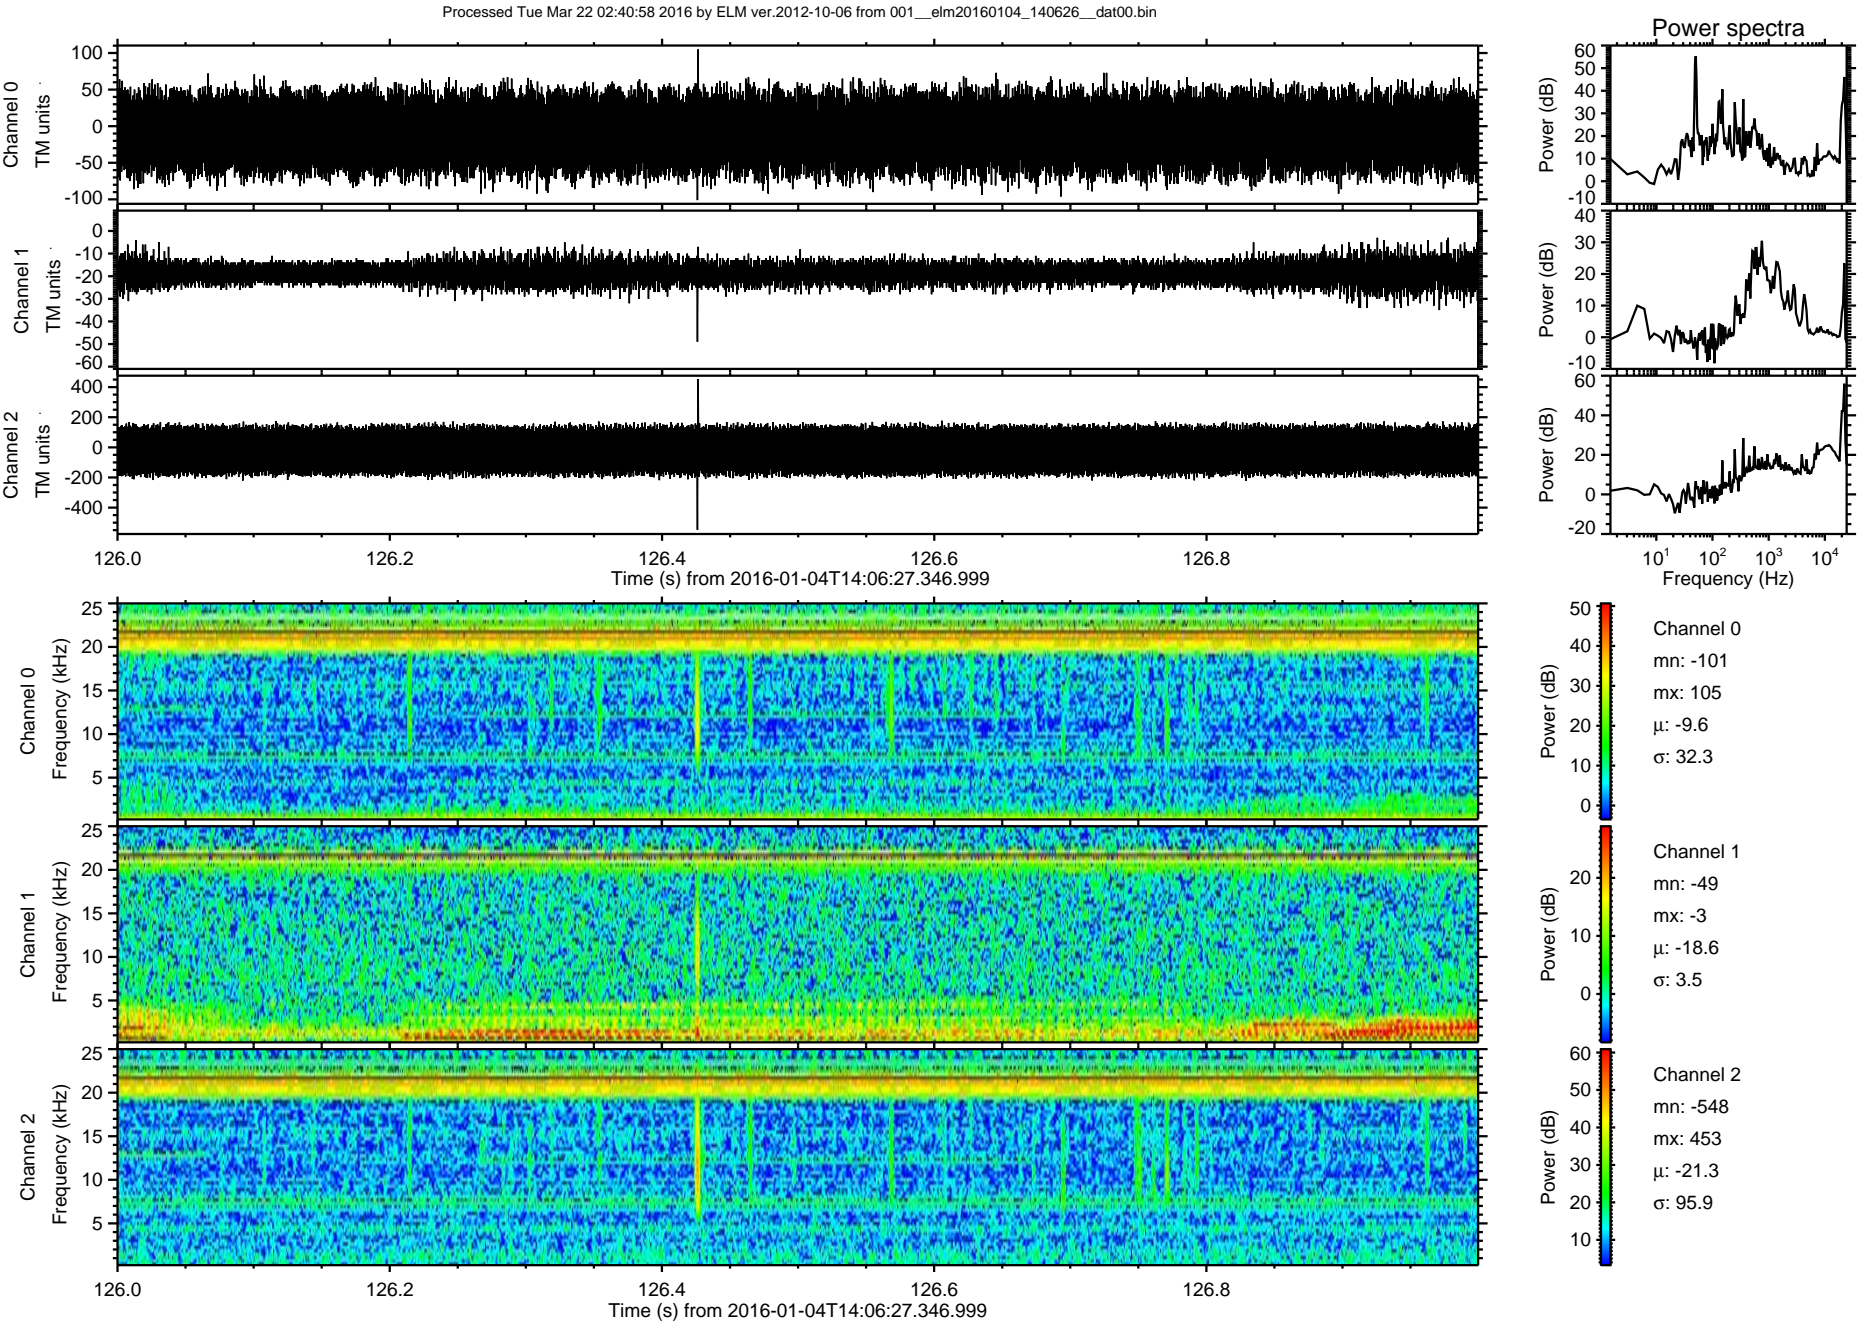 Processed Tue Mar 22 02:40:58 2016 by ELM ver.2012-10-06 from 001__elm20160104_140626__dat00.bin
Power spectra
Channel 0
TM units
100
50
0
-50
-100
Power (dB)
60
50
40
30
20
10
0
-10
Channel 1
TM units
0
-10
-20
-30
-40
-50
-60
Power (dB)
40
30
20
10
0
-10
Channel 2
TM units
400
200
0
-200
-400
Power (dB)
60
40
20
0
-20
126.0 126.2 126.4 126.6 126.8
Time (s) from 2016-01-04T14:06:27.346.999
10¹ 10² 10³ 10⁴
Frequency (Hz)
Channel 0
Frequency (kHz)
25
20
15
10
5
Power (dB)
50
40
30
20
10
0
Channel 0
mn: -101
mx: 105
µ: -9.6
σ: 32.3
Channel 1
Frequency (kHz)
25
20
15
10
5
Power (dB)
20
10
0
Channel 1
mn: -49
mx: -3
µ: -18.6
σ: 3.5
Channel 2
Frequency (kHz)
25
20
15
10
5
Power (dB)
60
50
40
30
20
10
Channel 2
mn: -548
mx: 453
µ: -21.3
σ: 95.9
126.0 126.2 126.4 126.6 126.8
Time (s) from 2016-01-04T14:06:27.346.999